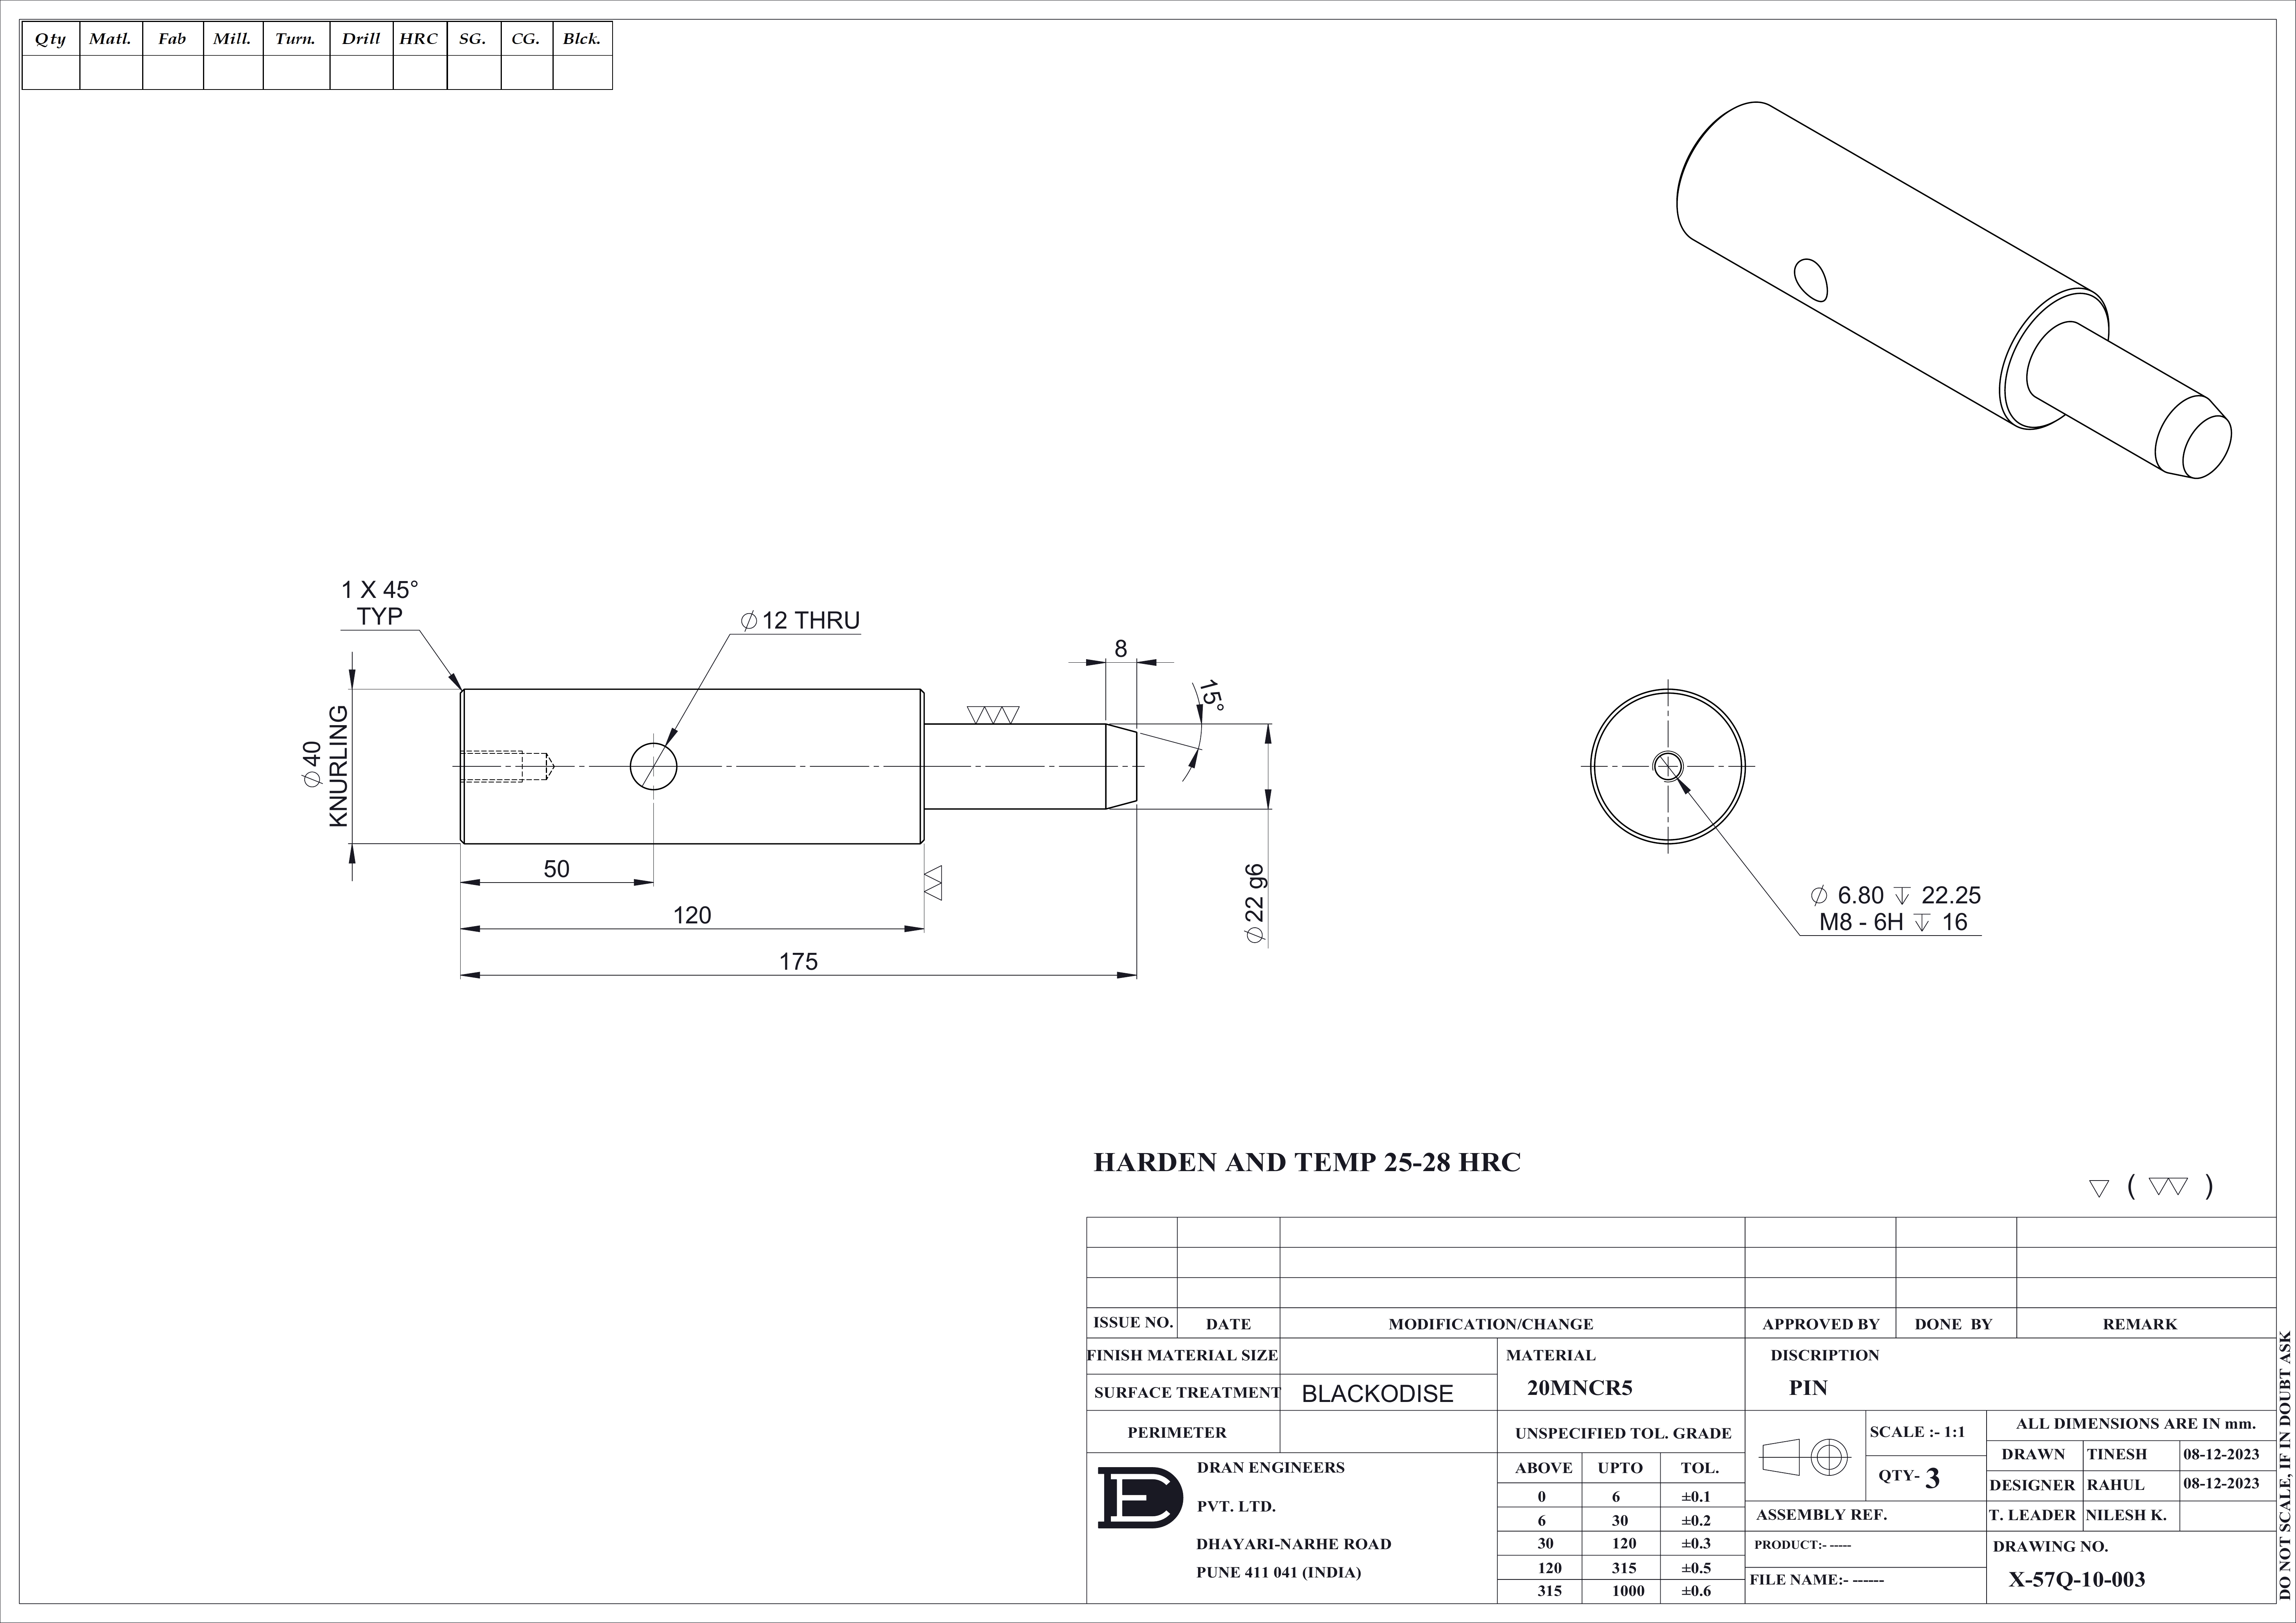 Qty Matl. Fab Mill. Turn. Drill HRC SG. CG. Blck.
1 X 45°
TYP
⌀12 THRU
8
15°
⌀40
KNURLING
50
120
175
⌀22 g6
⌀ 6.80 ↧ 22.25
M8 - 6H ↧ 16
HARDEN AND TEMP 25-28 HRC
( )
ISSUE NO. DATE MODIFICATION/CHANGE APPROVED BY DONE BY REMARK
FINISH MATERIAL SIZE
SURFACE TREATMENT BLACKODISE
PERIMETER
MATERIAL
20MNCR5
DISCRIPTION
PIN
UNSPECIFIED TOL. GRADE
ABOVE UPTO TOL.
0 6 ±0.1
6 30 ±0.2
30 120 ±0.3
120 315 ±0.5
315 1000 ±0.6
DE
DRAN ENGINEERS
PVT. LTD.
DHAYARI-NARHE ROAD
PUNE 411 041 (INDIA)
SCALE :- 1:1
QTY- 3
ASSEMBLY REF.
PRODUCT:- -----
FILE NAME:- ------
ALL DIMENSIONS ARE IN mm.
DRAWN TINESH 08-12-2023
DESIGNER RAHUL 08-12-2023
T. LEADER NILESH K.
DRAWING NO.
X-57Q-10-003
DO NOT SCALE, IF IN DOUBT ASK